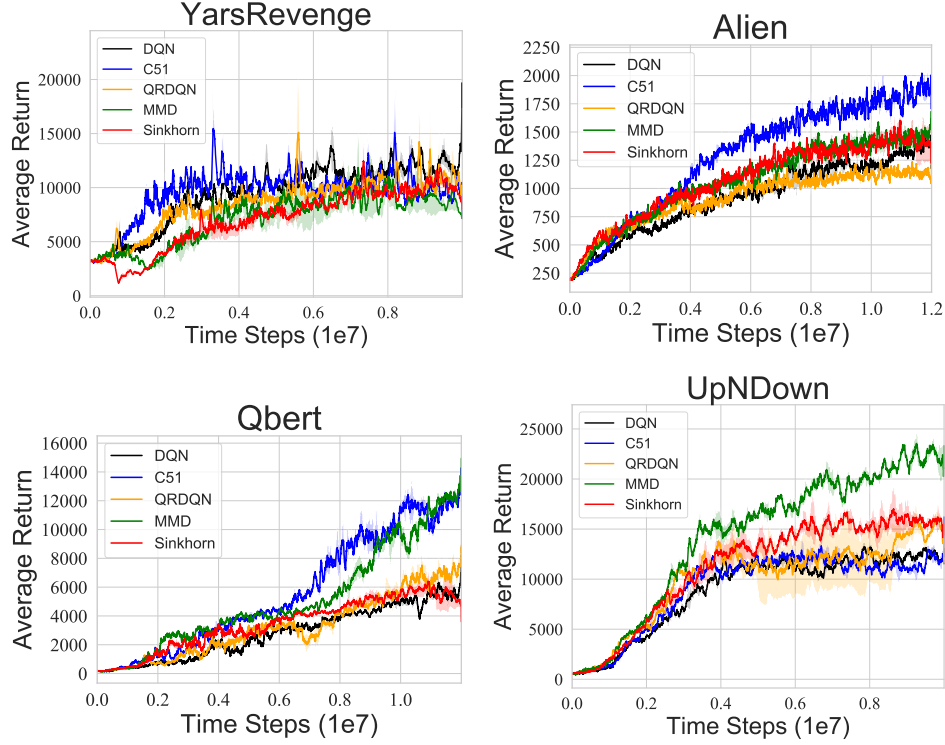 YarsRevenge
Average Return
20000
15000
10000
5000
0
DQN
C51
QRDQN
MMD
Sinkhorn
0.0 0.2 0.4 0.6 0.8
Time Steps (1e7)
Alien
Average Return
2250
2000
1750
1500
1250
1000
750
500
250
DQN
C51
QRDQN
MMD
Sinkhorn
0.0 0.2 0.4 0.6 0.8 1.0 1.2
Time Steps (1e7)
Qbert
Average Return
16000
14000
12000
10000
8000
6000
4000
2000
0
DQN
C51
QRDQN
MMD
Sinkhorn
0.0 0.2 0.4 0.6 0.8 1.0
Time Steps (1e7)
UpNDown
Average Return
25000
20000
15000
10000
5000
0
DQN
C51
QRDQN
MMD
Sinkhorn
0.0 0.2 0.4 0.6 0.8
Time Steps (1e7)